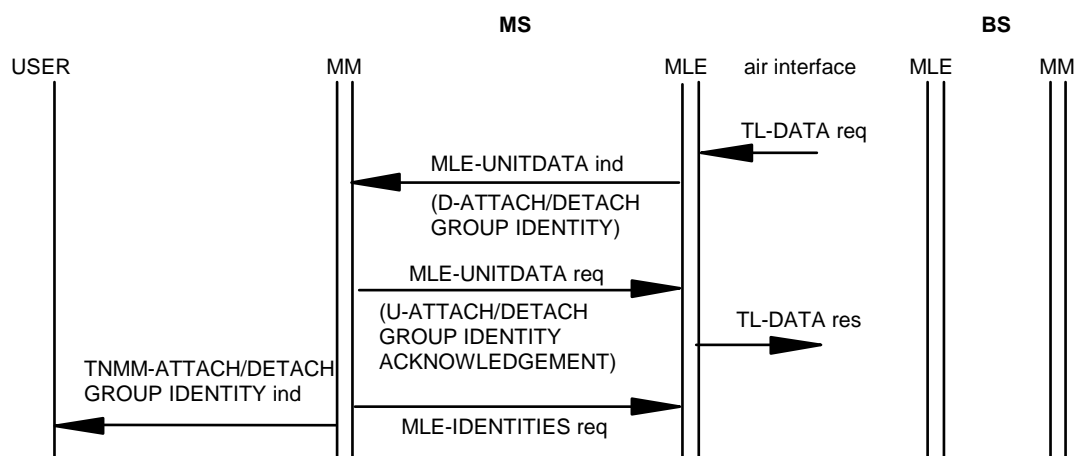 MS BS
USER MM MLE air interface MLE MM
TL-DATA req
MLE-UNITDATA ind
(D-ATTACH/DETACH
GROUP IDENTITY)
MLE-UNITDATA req
(U-ATTACH/DETACH
GROUP IDENTITY
ACKNOWLEDGEMENT)
TL-DATA res
TNMM-ATTACH/DETACH
GROUP IDENTITY ind
MLE-IDENTITIES req